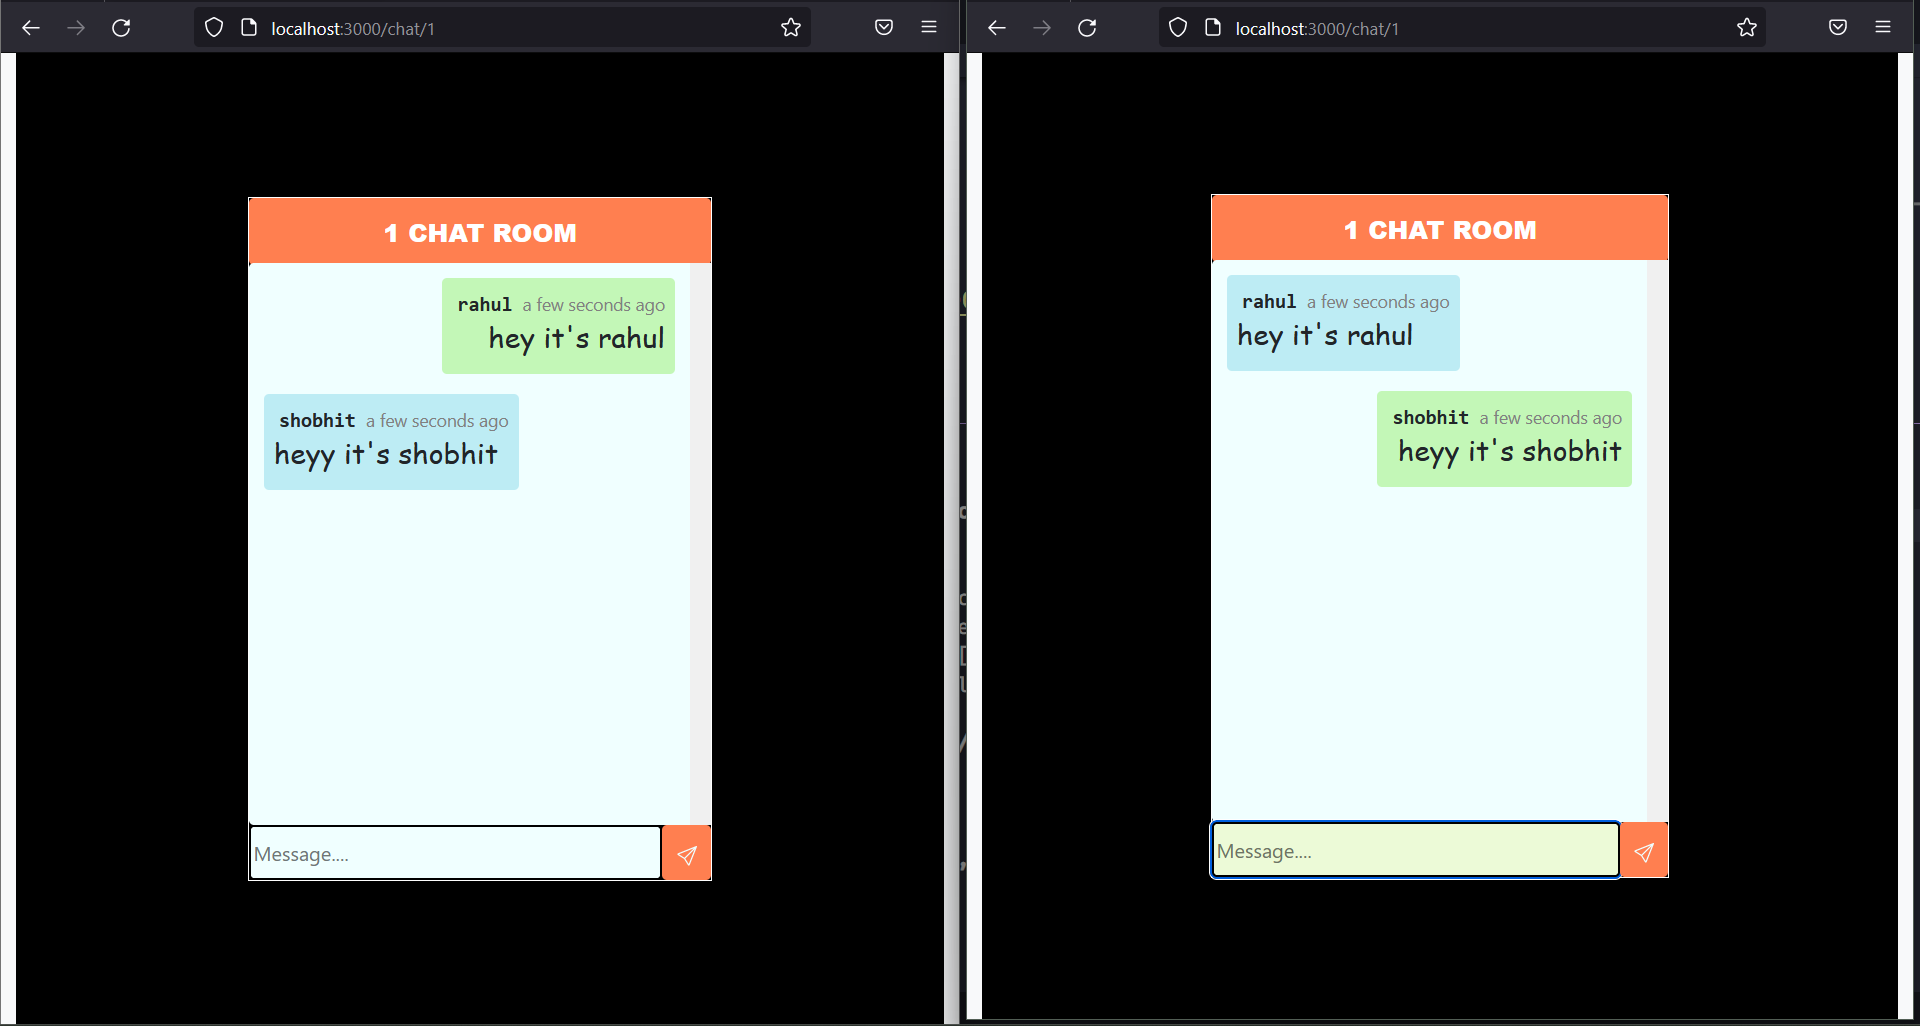 localhost:3000/chat/1
1 CHAT ROOM
rahul a few seconds ago
hey it's rahul
shobhit a few seconds ago
heyy it's shobhit
Message....
localhost:3000/chat/1
1 CHAT ROOM
rahul a few seconds ago
hey it's rahul
shobhit a few seconds ago
heyy it's shobhit
Message....